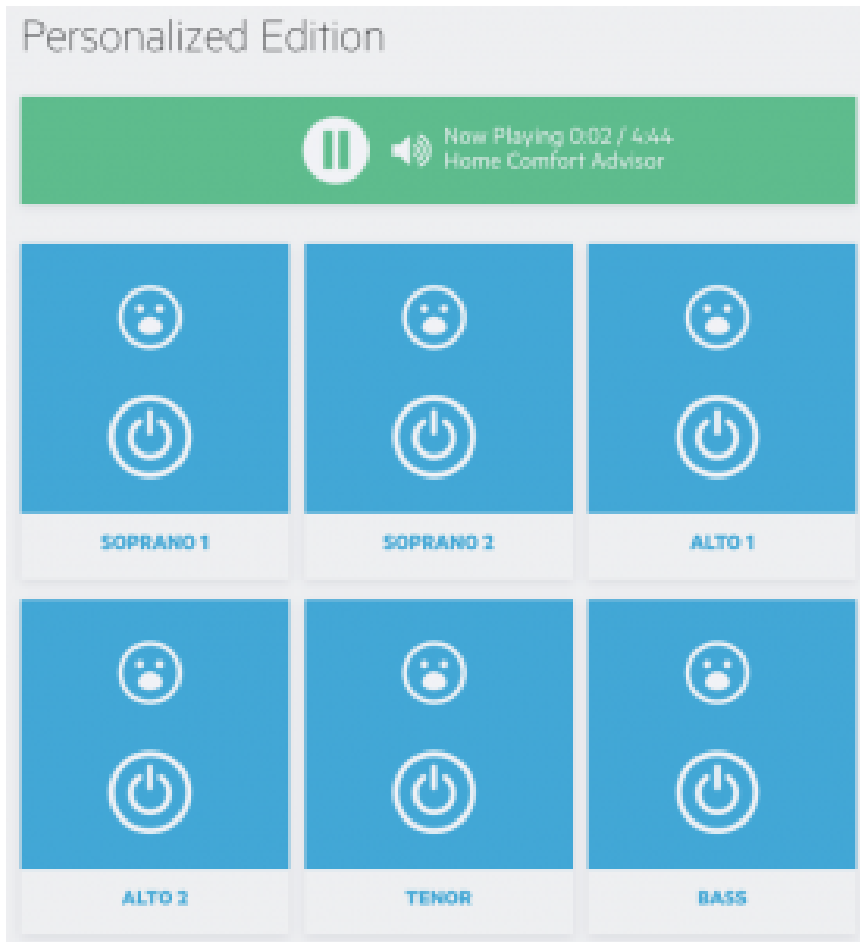 Personalized Edition
Now Playing 0:02 / 4:44
Home Comfort Advisor
SOPRANO 1
SOPRANO 2
ALTO 1
ALTO 2
TENOR
BASS